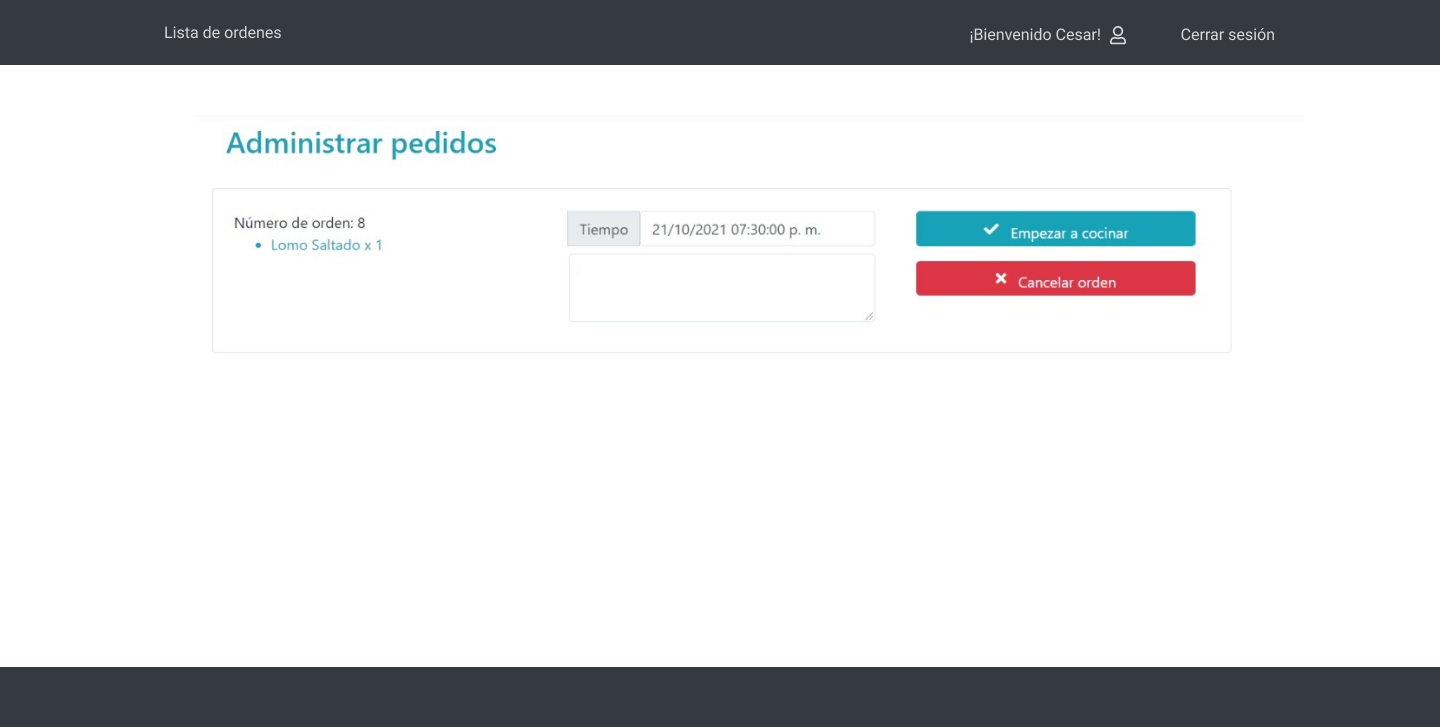 Lista de ordenes
¡Bienvenido Cesar!
Cerrar sesión
Administrar pedidos
Número de orden: 8
Lomo Saltado x 1
Tiempo
21/10/2021 07:30:00 p. m.
Empezar a cocinar
Cancelar orden